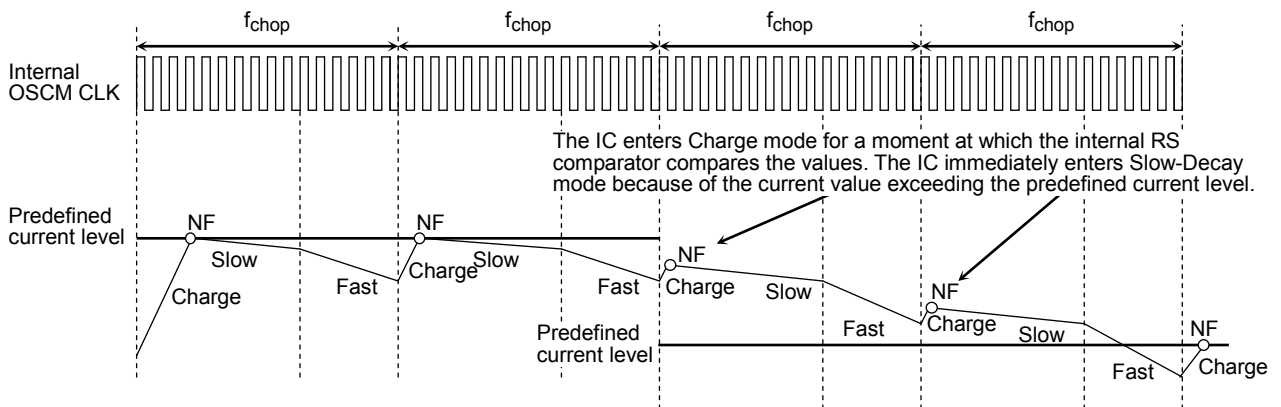 fchop fchop fchop fchop
Internal
OSCM CLK
The IC enters Charge mode for a moment at which the internal RS
comparator compares the values. The IC immediately enters Slow-Decay
mode because of the current value exceeding the predefined current level.
Predefined
current level
NF
Slow
Charge
Fast
NF
Charge
Slow
Fast
NF
Charge
Slow
Fast
NF
Charge
Slow
Fast
NF
Charge
Predefined
current level